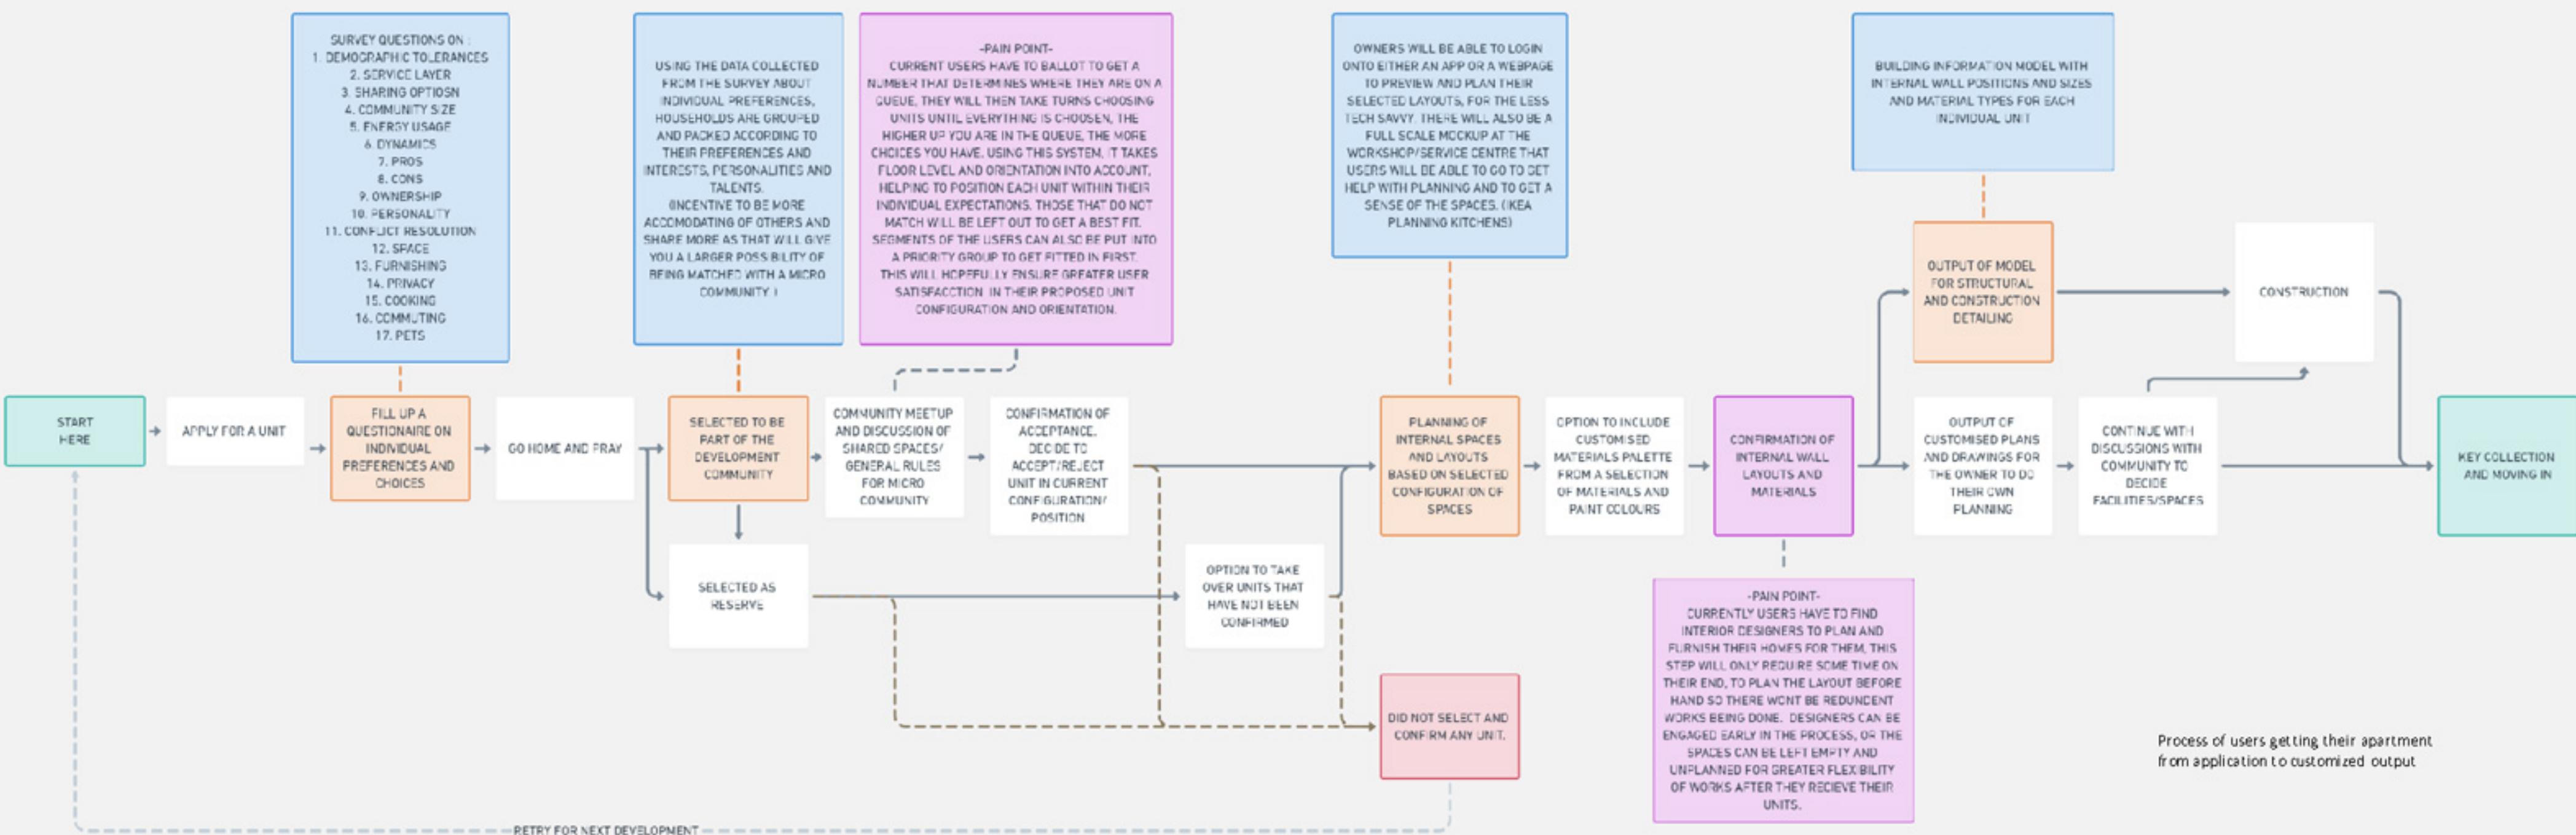 SURVEY QUESTIONS ON :
1. DEMOGRAPHIC TOLERANCES
2. SERVICE LAYER
3. SHARING OPTIOSN
4. COMMUNITY SIZE
5. ENERGY USAGE
6. DYNAMICS
7. PROS
8. CONS
9. OWNERSHIP
10. PERSONALITY
11. CONFLICT RESOLUTION
12. SPACE
13. FURNISHING
14. PRIVACY
15. COOKING
16. COMMUTING
17. PETS
USING THE DATA COLLECTED
FROM THE SURVEY ABOUT
INDIVIDUAL PREFERENCES,
HOUSEHOLDS ARE GROUPED
AND PACKED ACCORDING TO
THEIR PREFERENCES AND
INTERESTS, PERSONALITIES AND
TALENTS.
(INCENTIVE TO BE MORE
ACCOMODATING OF OTHERS AND
SHARE MORE AS THAT WILL GIVE
YOU A LARGER POSSIBILITY OF
BEING MATCHED WITH A MICRO
COMMUNITY )
-PAIN POINT-
CURRENT USERS HAVE TO BALLOT TO GET A
NUMBER THAT DETERMINES WHERE THEY ARE ON A
QUEUE, THEY WILL THEN TAKE TURNS CHOOSING
UNITS UNTIL EVERYTHING IS CHOOSEN, THE
HIGHER UP YOU ARE IN THE QUEUE, THE MORE
CHOICES YOU HAVE. USING THIS SYSTEM, IT TAKES
FLOOR LEVEL AND ORIENTATION INTO ACCOUNT,
HELPING TO POSITION EACH UNIT WITHIN THEIR
INDIVIDUAL EXPECTATIONS. THOSE THAT DO NOT
MATCH WILL BE LEFT OUT TO GET A BEST FIT.
SEGMENTS OF THE USERS CAN ALSO BE PUT INTO
A PRIORITY GROUP TO GET FITTED IN FIRST.
THIS WILL HOPEFULLY ENSURE GREATER USER
SATISFACCTION IN THEIR PROPOSED UNIT
CONFIGURATION AND ORIENTATION.
OWNERS WILL BE ABLE TO LOGIN
ONTO EITHER AN APP OR A WEBPAGE
TO PREVIEW AND PLAN THEIR
SELECTED LAYOUTS, FOR THE LESS
TECH SAVVY, THERE WILL ALSO BE A
FULL SCALE MOCKUP AT THE
WORKSHOP/SERVICE CENTRE THAT
USERS WILL BE ABLE TO GO TO GET
HELP WITH PLANNING AND TO GET A
SENSE OF THE SPACES. (IKEA
PLANNING KITCHENS)
BUILDING INFORMATION MODEL WITH
INTERNAL WALL POSITIONS AND SIZES
AND MATERIAL TYPES FOR EACH
INDIVIDUAL UNIT
OUTPUT OF MODEL
FOR STRUCTURAL
AND CONSTRUCTION
DETAILING
CONSTRUCTION
START
HERE
APPLY FOR A UNIT
FILL UP A
QUESTIONAIRE ON
INDIVIDUAL
PREFERENCES AND
CHOICES
GO HOME AND PRAY
SELECTED TO BE
PART OF THE
DEVELOPMENT
COMMUNITY
COMMUNITY MEETUP
AND DISCUSSION OF
SHARED SPACES/
GENERAL RULES
FOR MICRO
COMMUNITY
CONFIRMATION OF
ACCEPTANCE.
DECIDE TO
ACCEPT/REJECT
UNIT IN CURRENT
CONFIGURATION/
POSITION
PLANNING OF
INTERNAL SPACES
AND LAYOUTS
BASED ON SELECTED
CONFIGURATION OF
SPACES
OPTION TO INCLUDE
CUSTOMISED
MATERIALS PALETTE
FROM A SELECTION
OF MATERIALS AND
PAINT COLOURS
CONFIRMATION OF
INTERNAL WALL
LAYOUTS AND
MATERIALS
OUTPUT OF
CUSTOMISED PLANS
AND DRAWINGS FOR
THE OWNER TO DO
THEIR OWN
PLANNING
CONTINUE WITH
DISCUSSIONS WITH
COMMUNITY TO
DECIDE
FACILITIES/SPACES
KEY COLLECTION
AND MOVING IN
SELECTED AS
RESERVE
OPTION TO TAKE
OVER UNITS THAT
HAVE NOT BEEN
CONFIRMED
DID NOT SELECT AND
CONFIRM ANY UNIT.
-PAIN POINT-
CURRENTLY USERS HAVE TO FIND
INTERIOR DESIGNERS TO PLAN AND
FURNISH THEIR HOMES FOR THEM, THIS
STEP WILL ONLY REQUIRE SOME TIME ON
THEIR END, TO PLAN THE LAYOUT BEFORE
HAND SO THERE WONT BE REDUNDENT
WORKS BEING DONE. DESIGNERS CAN BE
ENGAGED EARLY IN THE PROCESS, OR THE
SPACES CAN BE LEFT EMPTY AND
UNPLANNED FOR GREATER FLEXIBILITY
OF WORKS AFTER THEY RECIEVE THEIR
UNITS.
Process of users getting their apartment
from application to customized output
RETRY FOR NEXT DEVELOPMENT